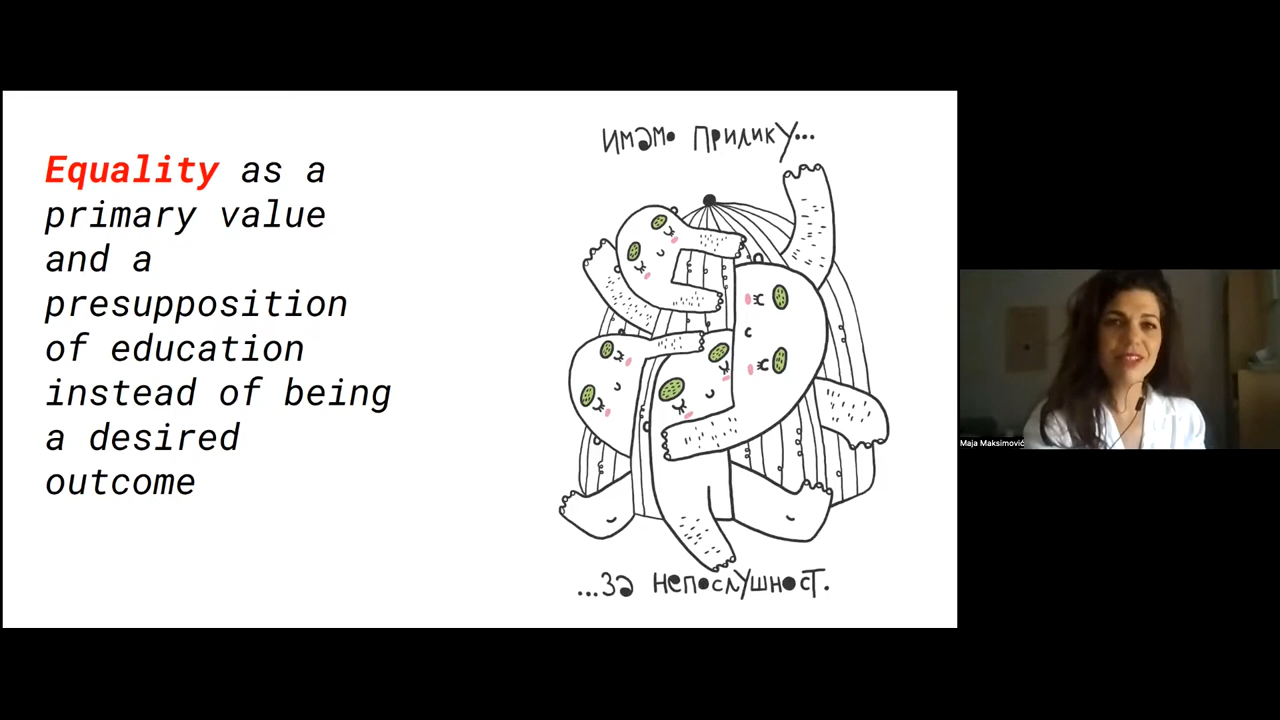 Equality as a
primary value
and a
presupposition
of education
instead of being
a desired
outcome
имамо прилику...
...за непослушност.
Maja Maksimović